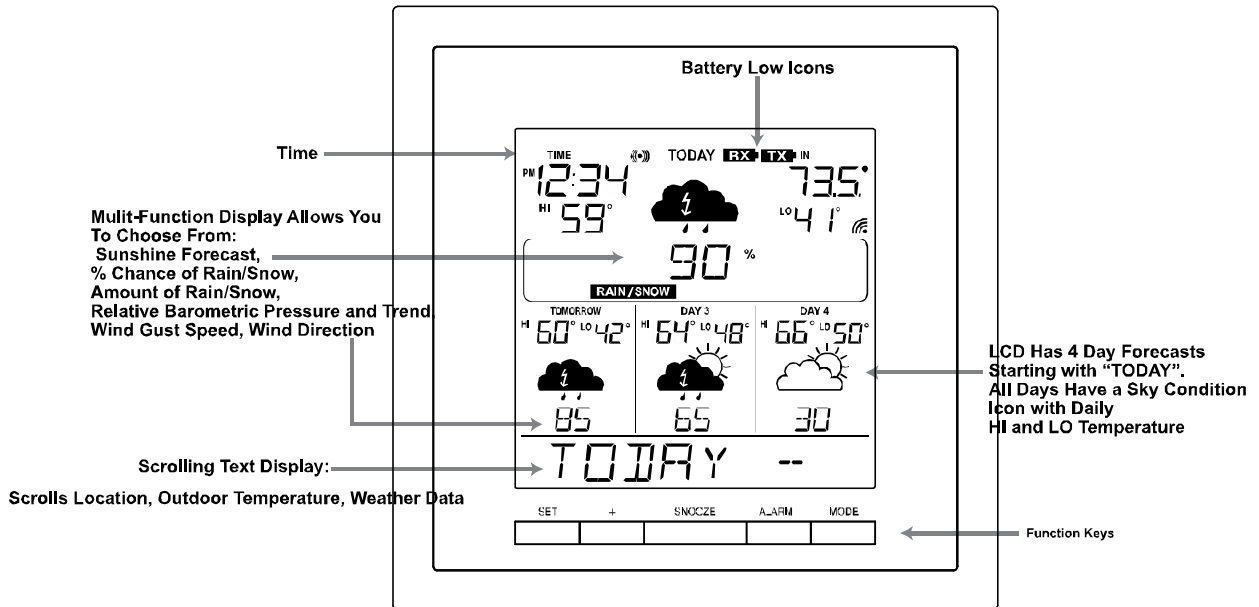 Battery Low Icons
Time
TIME
TODAY RX TX IN
PM 12:34
73.5°
HI 59°
LO 41°
Mulit-Function Display Allows You
To Choose From:
Sunshine Forecast,
% Chance of Rain/Snow,
Amount of Rain/Snow,
Relative Barometric Pressure and Trend,
Wind Gust Speed, Wind Direction
90 %
RAIN/SNOW
TOMORROW DAY 3 DAY 4
HI 60° LO 42° HI 64° LO 48° HI 66° LO 50°
85 65 30
LCD Has 4 Day Forecasts
Starting with “TODAY”.
All Days Have a Sky Condition
Icon with Daily
HI and LO Temperature
TODAY --
Scrolling Text Display:
Scrolls Location, Outdoor Temperature, Weather Data
SET + SNOOZE ALARM MODE
Function Keys